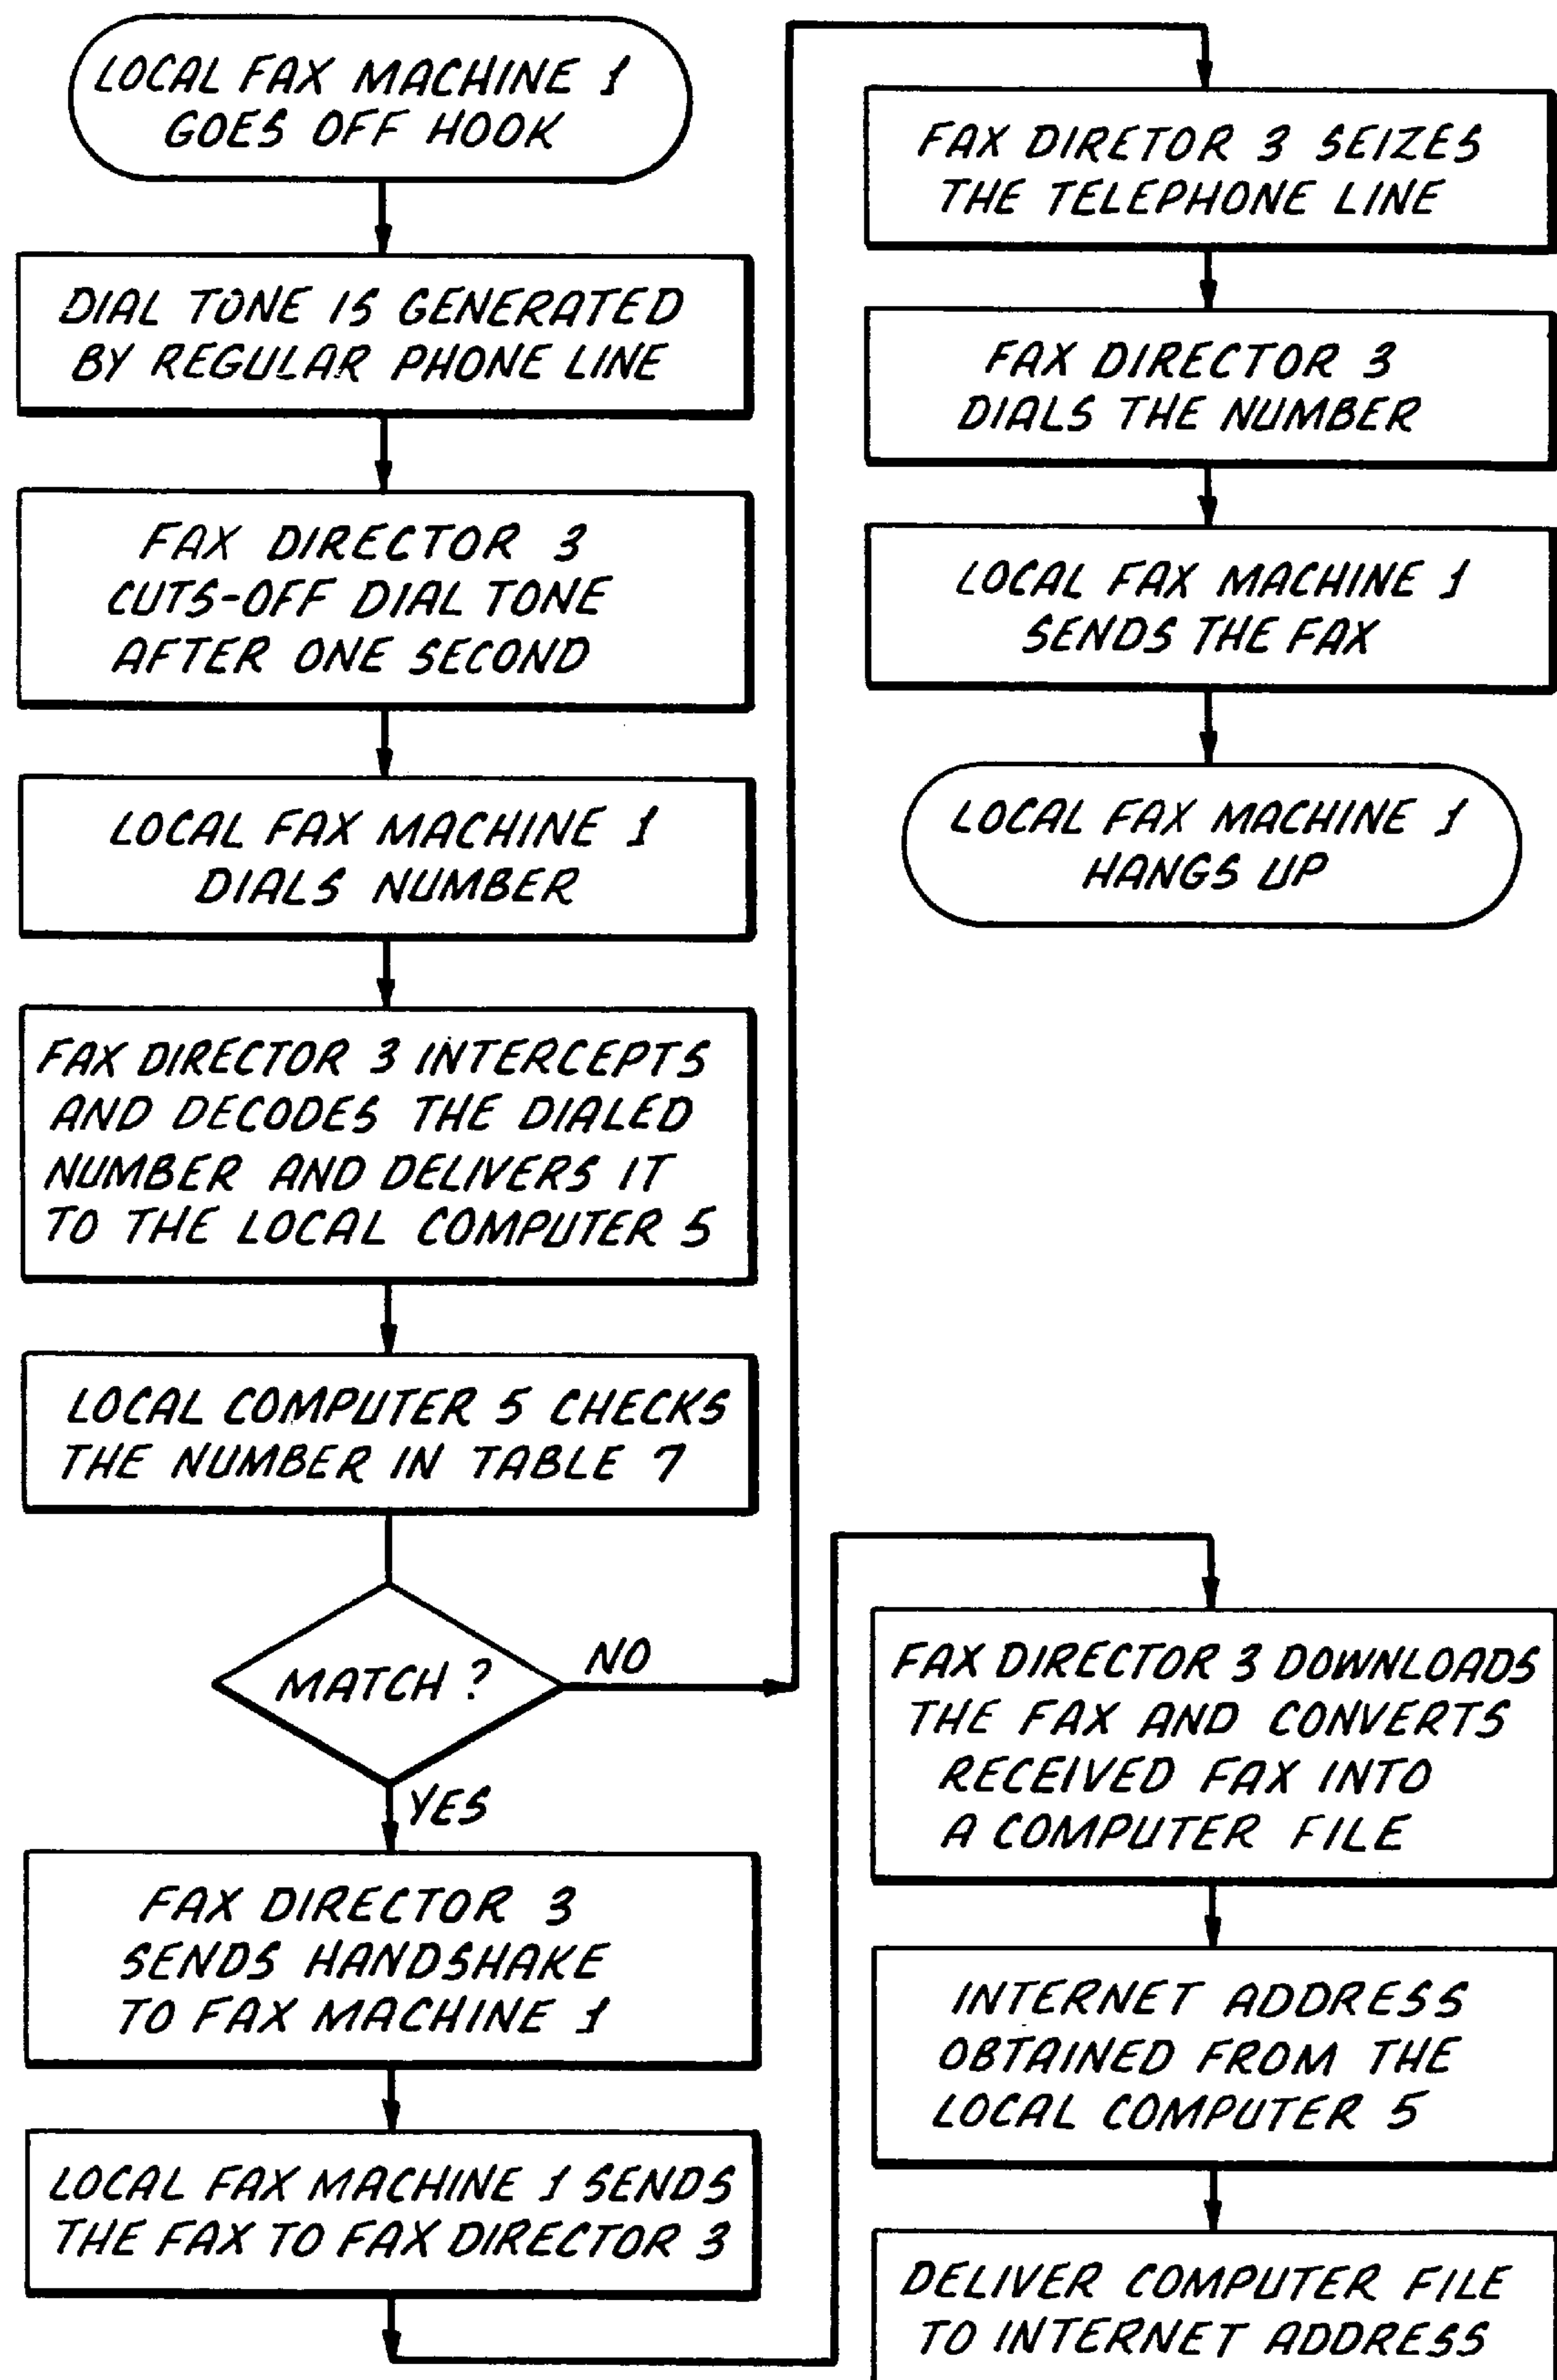 LOCAL FAX MACHINE 1
GOES OFF HOOK
DIAL TONE IS GENERATED
BY REGULAR PHONE LINE
FAX DIRECTOR 3
CUTS-OFF DIAL TONE
AFTER ONE SECOND
LOCAL FAX MACHINE 1
DIALS NUMBER
FAX DIRECTOR 3 INTERCEPTS
AND DECODES THE DIALED
NUMBER AND DELIVERS IT
TO THE LOCAL COMPUTER 5
LOCAL COMPUTER 5 CHECKS
THE NUMBER IN TABLE 7
MATCH ?
NO
YES
FAX DIRECTOR 3
SENDS HANDSHAKE
TO FAX MACHINE 1
LOCAL FAX MACHINE 1 SENDS
THE FAX TO FAX DIRECTOR 3
FAX DIRETOR 3 SEIZES
THE TELEPHONE LINE
FAX DIRECTOR 3
DIALS THE NUMBER
LOCAL FAX MACHINE 1
SENDS THE FAX
LOCAL FAX MACHINE 1
HANGS UP
FAX DIRECTOR 3 DOWNLOADS
THE FAX AND CONVERTS
RECEIVED FAX INTO
A COMPUTER FILE
INTERNET ADDRESS
OBTAINED FROM THE
LOCAL COMPUTER 5
DELIVER COMPUTER FILE
TO INTERNET ADDRESS